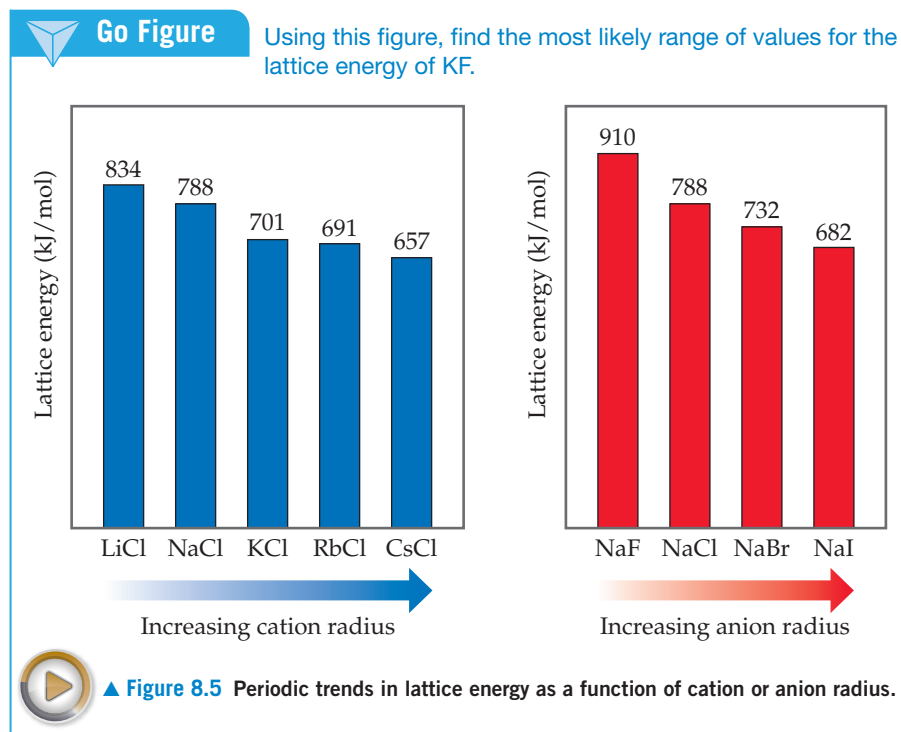 Go Figure
Using this figure, find the most likely range of values for the
lattice energy of KF.
Lattice energy (kJ/mol)
834
788
701
691
657
LiCl NaCl KCl RbCl CsCl
Increasing cation radius
Lattice energy (kJ/mol)
910
788
732
682
NaF NaCl NaBr NaI
Increasing anion radius
▲ Figure 8.5 Periodic trends in lattice energy as a function of cation or anion radius.